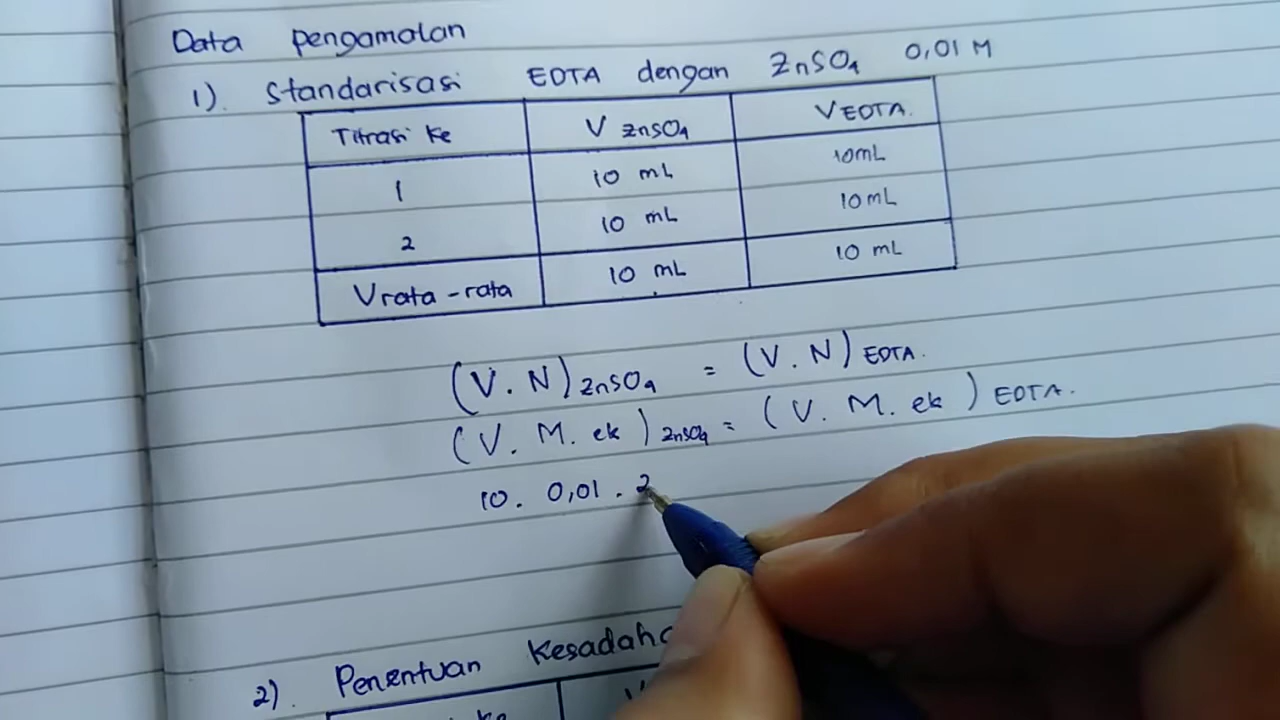 Data pengamatan
1). Standarisasi EDTA dengan ZnSO4 0,01 M
Titrasi ke V ZnSO4 V EDTA.
1 10 mL 10 mL
2 10 mL 10 mL
V rata-rata 10 mL 10 mL
(V. N) ZnSO4 = (V. N) EDTA.
(V. M. ek) ZnSO4 = (V. M. ek) EDTA.
10. 0,01 . 2
2). Penentuan